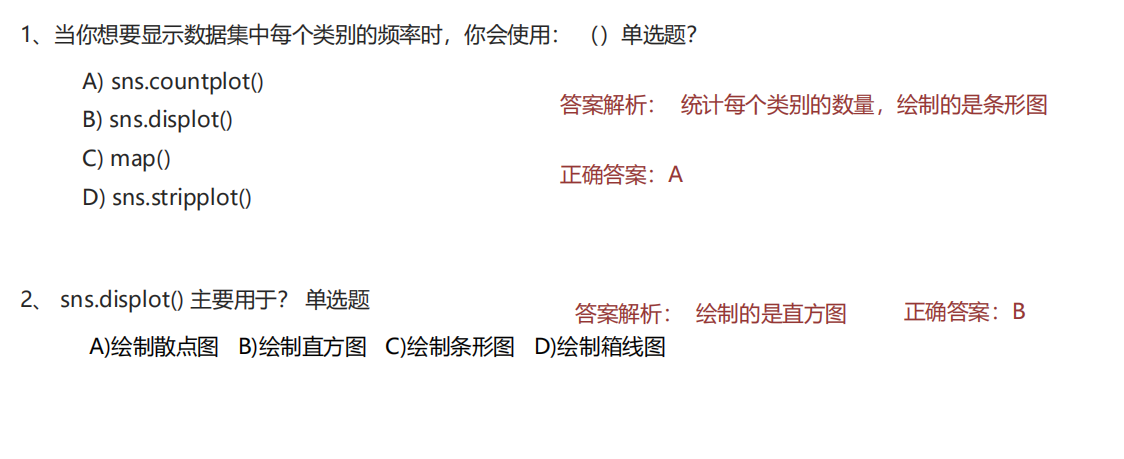 1、当你想要显示数据集中每个类别的频率时，你会使用： （）单选题？
A) sns.countplot()
B) sns.displot()
C) map()
D) sns.stripplot()
答案解析： 统计每个类别的数量，绘制的是条形图
正确答案：A
2、 sns.displot() 主要用于？ 单选题
答案解析： 绘制的是直方图 正确答案：B
A)绘制散点图 B)绘制直方图 C)绘制条形图 D)绘制箱线图